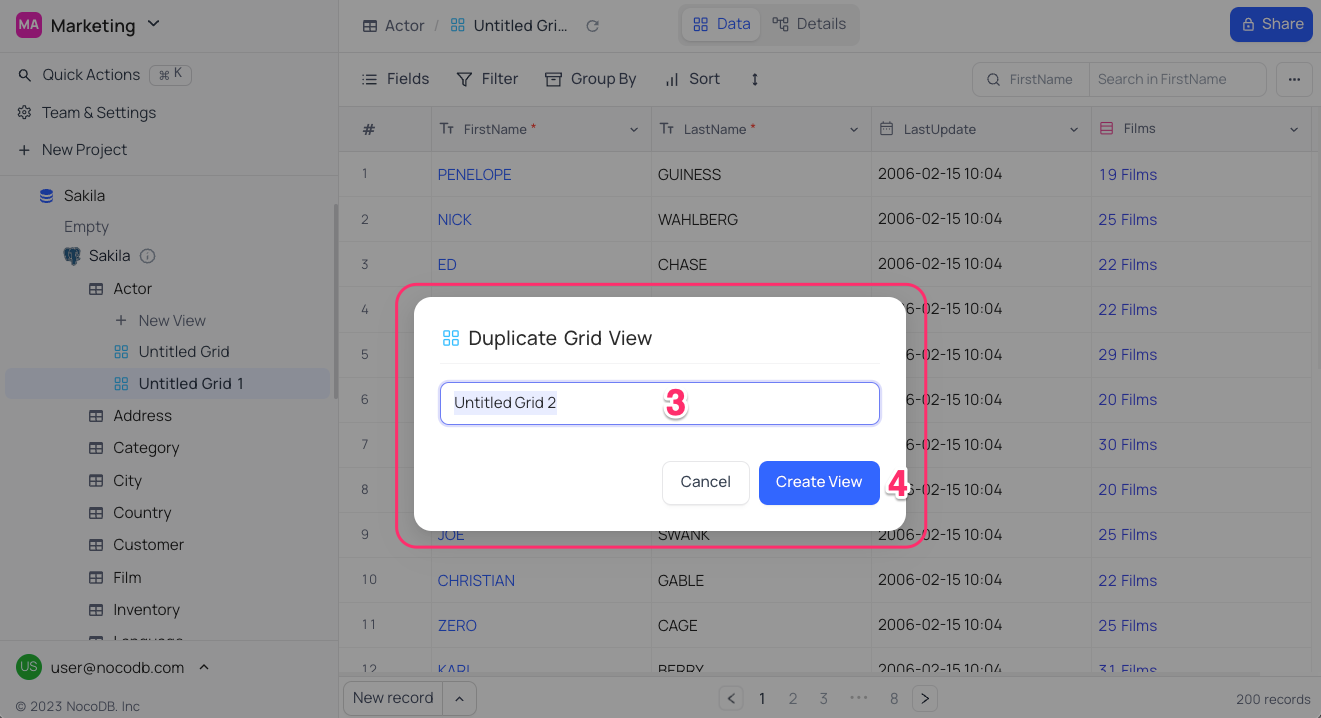 MA Marketing
Quick Actions ⌘ K
Team & Settings
+ New Project
Sakila
Empty
Sakila
Actor
+ New View
Untitled Grid
Untitled Grid 1
Address
Category
City
Country
Customer
Film
Inventory
Language
US user@nocodb.com
© 2023 NocoDB. Inc
Actor / Untitled Gri...
Data Details
Share
Fields Filter Group By Sort
FirstName Search in FirstName
# FirstName * LastName * LastUpdate Films
1 PENELOPE GUINESS 2006-02-15 10:04 19 Films
2 NICK WAHLBERG 2006-02-15 10:04 25 Films
3 ED CHASE 2006-02-15 10:04 22 Films
4 6-02-15 10:04 22 Films
5 6-02-15 10:04 29 Films
6 6-02-15 10:04 20 Films
7 6-02-15 10:04 30 Films
8 6-02-15 10:04 20 Films
9 JOE SWANK 2006-02-15 10:04 25 Films
10 CHRISTIAN GABLE 2006-02-15 10:04 22 Films
11 ZERO CAGE 2006-02-15 10:04 25 Films
12 KARL BERRY 2006-02-15 10:04 31 Films
Duplicate Grid View
Untitled Grid 2
3
Cancel Create View
4
New record
< 1 2 3 ••• 8 >
200 records